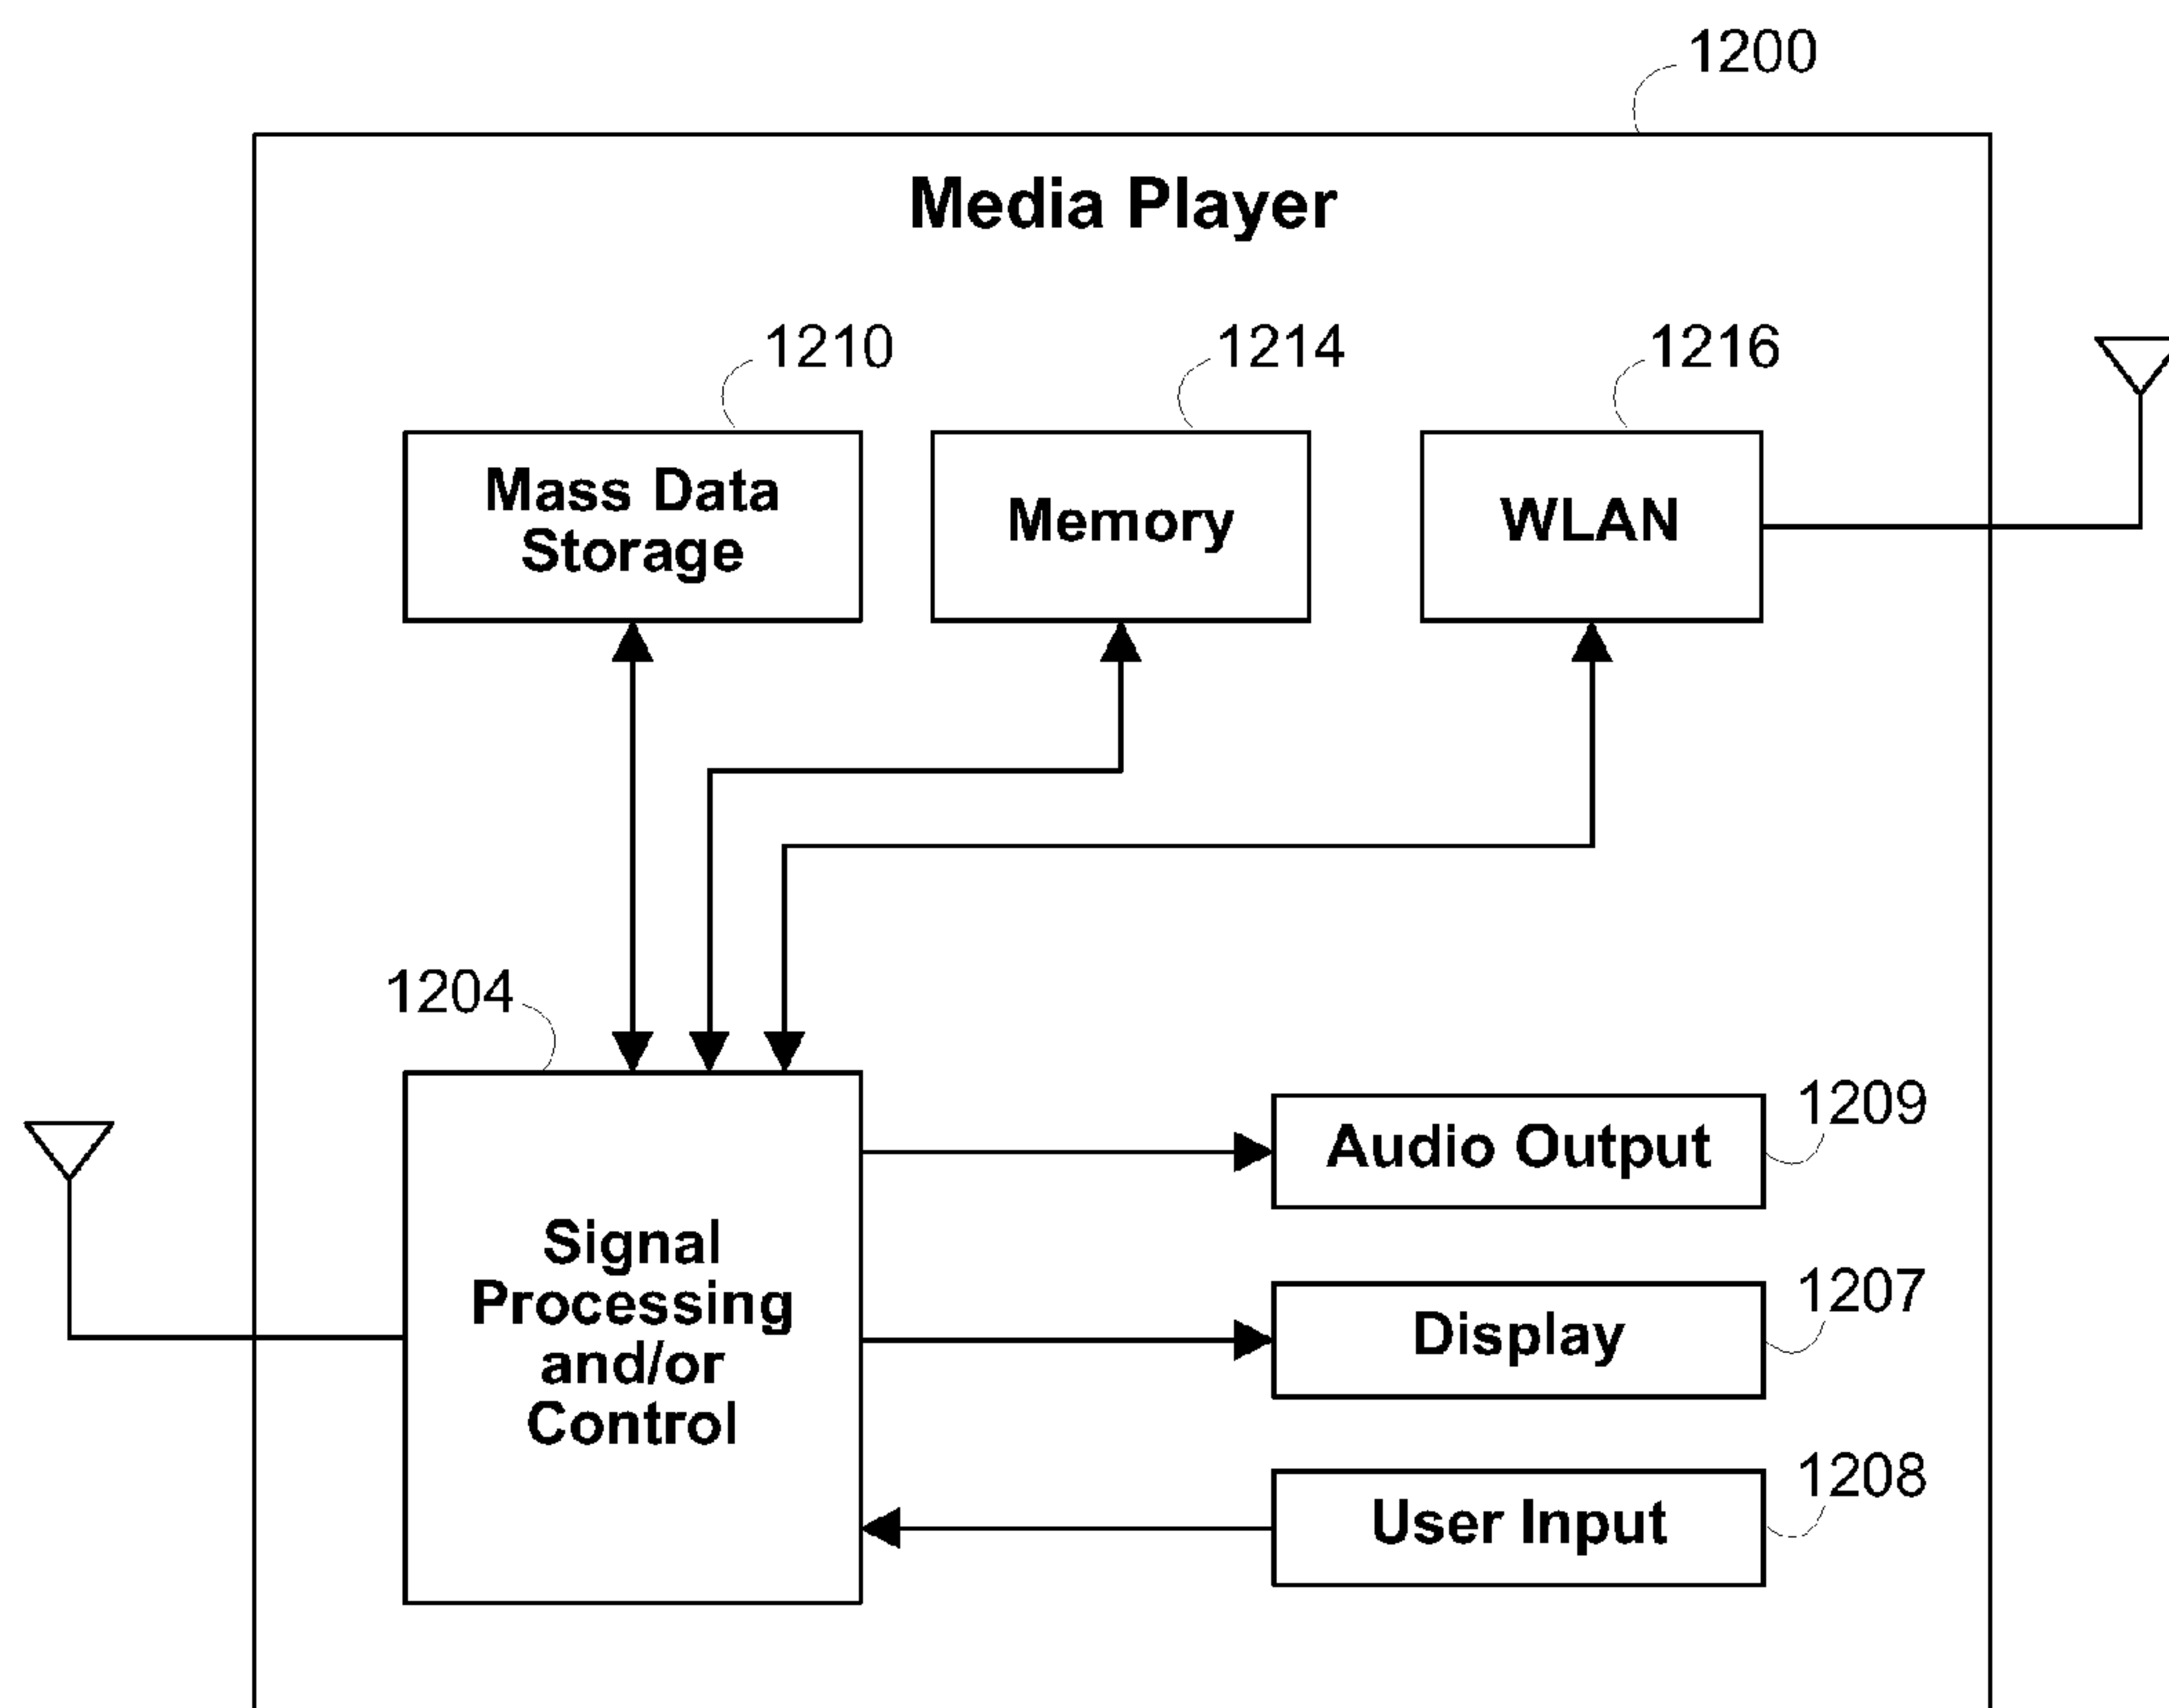 1200
Media Player
1210
1214
1216
Mass Data
Storage
Memory
WLAN
1204
Signal
Processing
and/or
Control
1209
Audio Output
1207
Display
1208
User Input